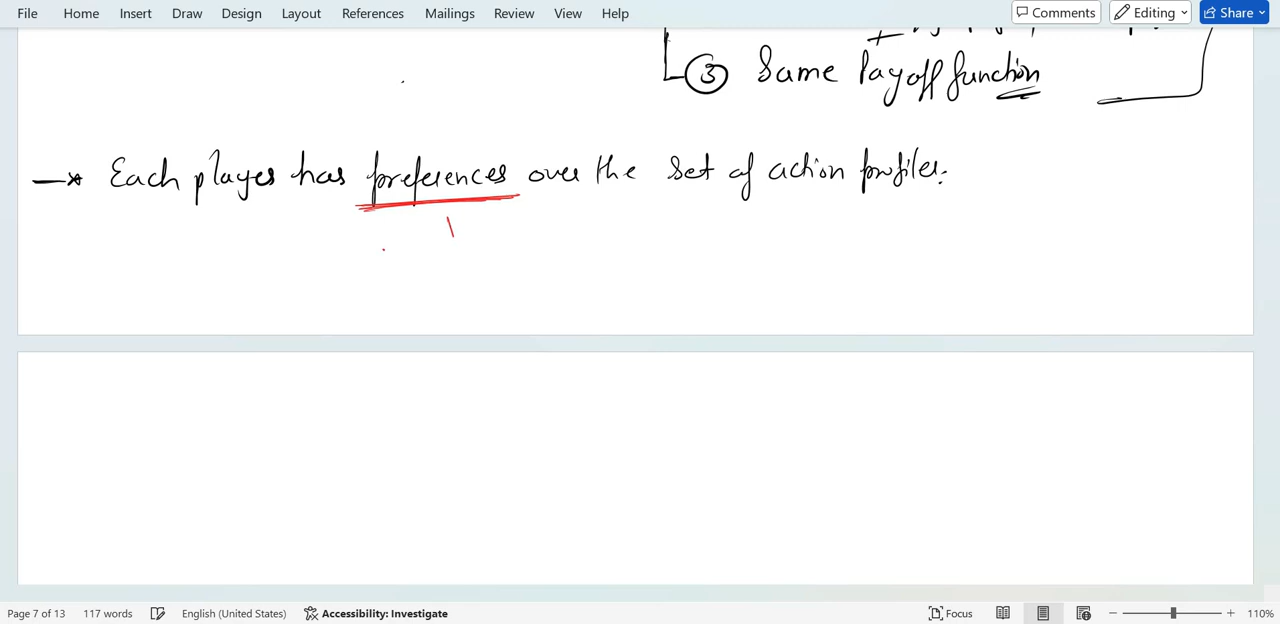 File Home Insert Draw Design Layout References Mailings Review View Help Comments Editing Share
③ Same Payoff function
Each player has preferences over the set of action profiles.
Page 7 of 13 117 words English (United States) Accessibility: Investigate Focus 110%